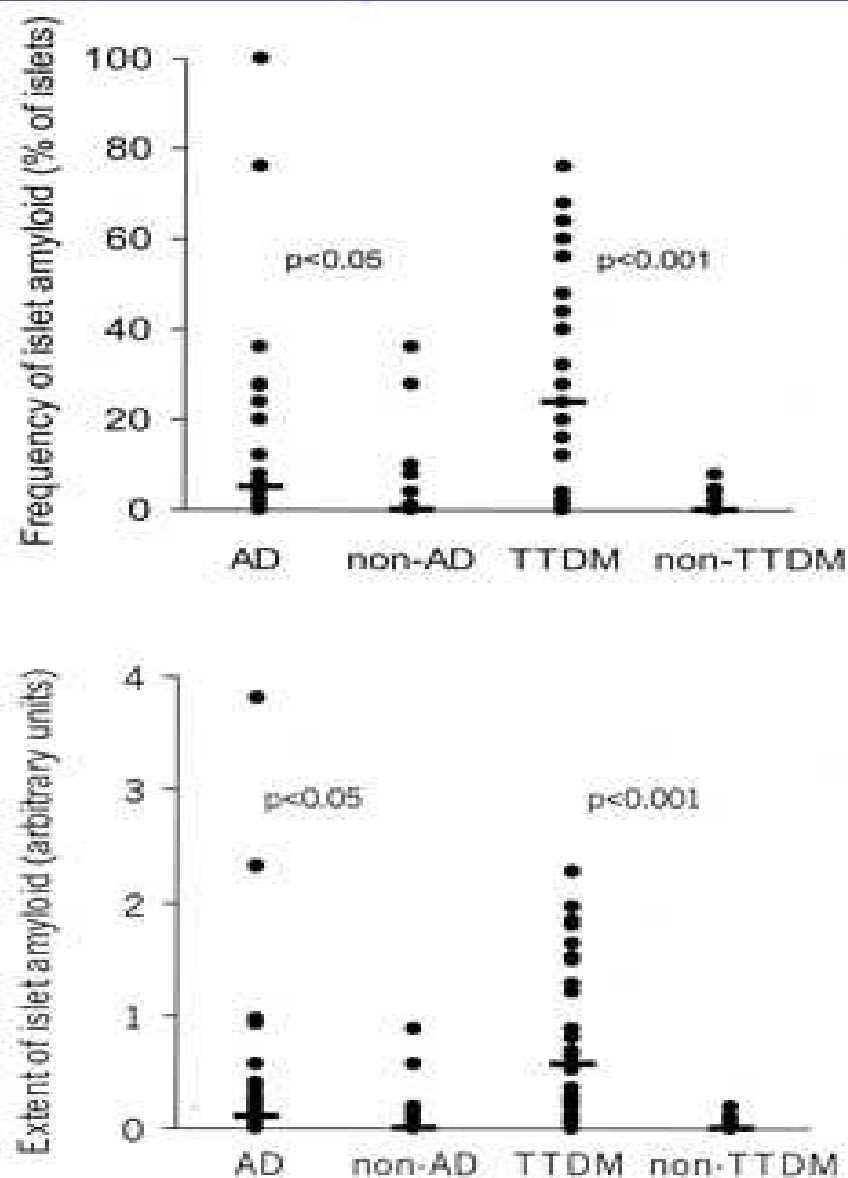 Frequency of islet amyloid (% of islets)
100
80
60
40
20
0
p<0.05
p<0.001
AD non-AD TTDM non-TTDM
Extent of islet amyloid (arbitrary units)
4
3
2
1
0
p<0.05
p<0.001
AD non-AD TTDM non-TTDM